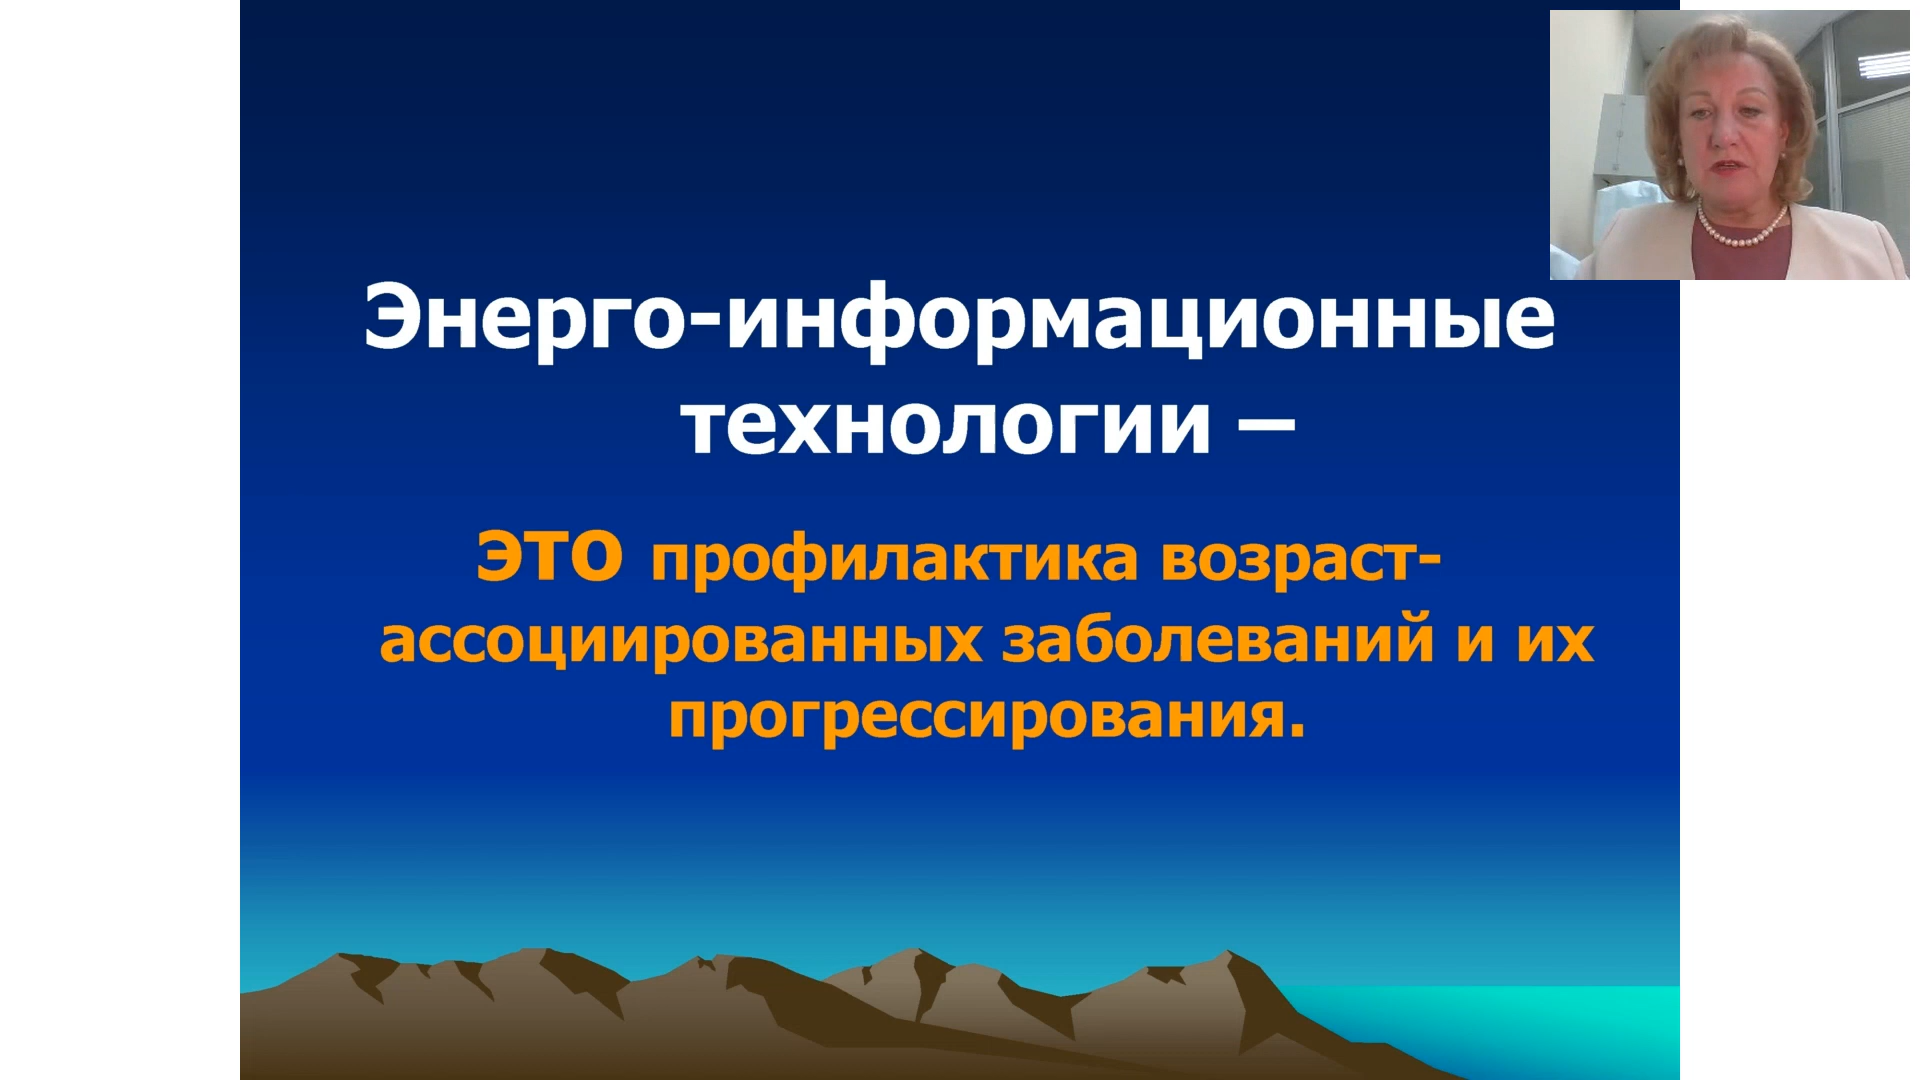 Энерго-информационные
технологии –
это профилактика возраст-
ассоциированных заболеваний и их
прогрессирования.